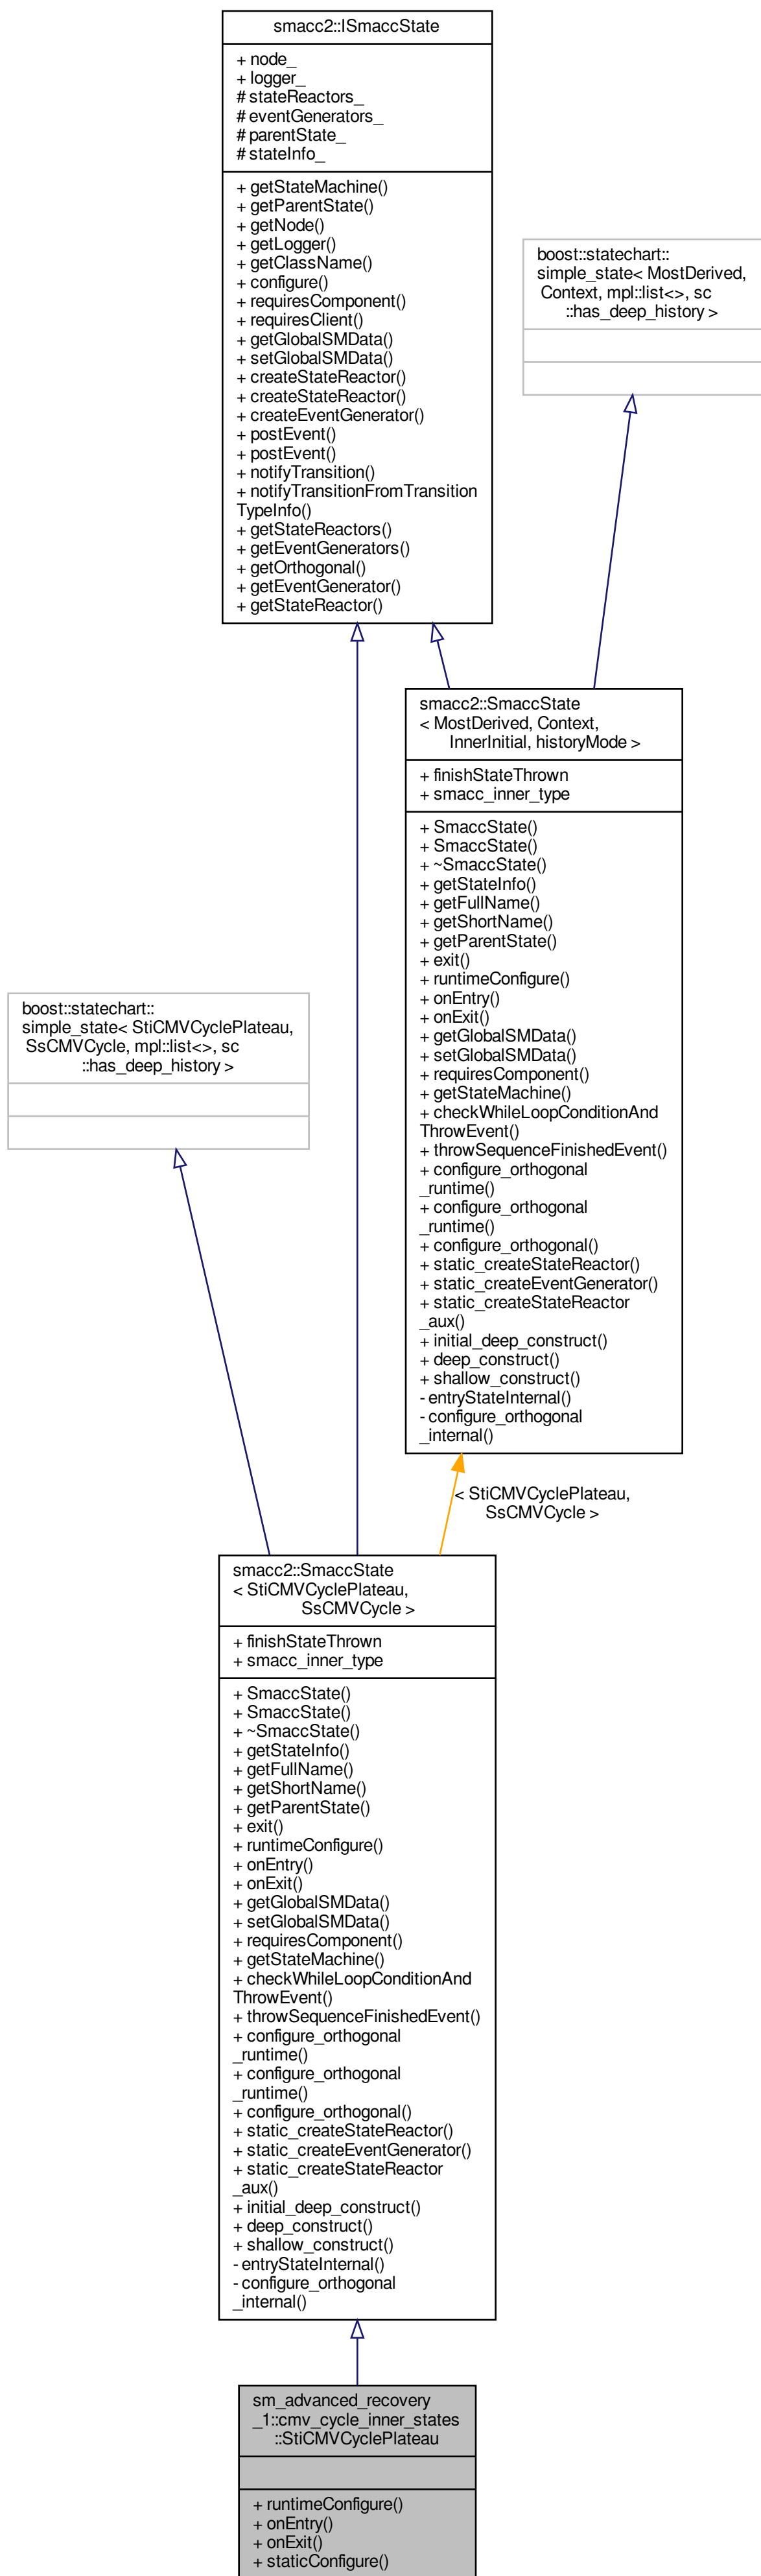 smacc2::ISmaccState
+ node_
+ logger_
# stateReactors_
# eventGenerators_
# parentState_
# stateInfo_
+ getStateMachine()
+ getParentState()
+ getNode()
+ getLogger()
+ getClassName()
+ configure()
+ requiresComponent()
+ requiresClient()
+ getGlobalSMData()
+ setGlobalSMData()
+ createStateReactor()
+ createStateReactor()
+ createEventGenerator()
+ postEvent()
+ postEvent()
+ notifyTransition()
+ notifyTransitionFromTransition
TypeInfo()
+ getStateReactors()
+ getEventGenerators()
+ getOrthogonal()
+ getEventGenerator()
+ getStateReactor()
boost::statechart::
simple_state< MostDerived,
Context, mpl::list<>, sc
::has_deep_history >
smacc2::SmaccState
< MostDerived, Context,
InnerInitial, historyMode >
+ finishStateThrown
+ smacc_inner_type
+ SmaccState()
+ SmaccState()
+ ~SmaccState()
+ getStateInfo()
+ getFullName()
+ getShortName()
+ getParentState()
+ exit()
+ runtimeConfigure()
+ onEntry()
+ onExit()
+ getGlobalSMData()
+ setGlobalSMData()
+ requiresComponent()
+ getStateMachine()
+ checkWhileLoopConditionAnd
ThrowEvent()
+ throwSequenceFinishedEvent()
+ configure_orthogonal
_runtime()
+ configure_orthogonal
_runtime()
+ configure_orthogonal()
+ static_createStateReactor()
+ static_createEventGenerator()
+ static_createStateReactor
_aux()
+ initial_deep_construct()
+ deep_construct()
+ shallow_construct()
- entryStateInternal()
- configure_orthogonal
_internal()
boost::statechart::
simple_state< StiCMVCyclePlateau,
SsCMVCycle, mpl::list<>, sc
::has_deep_history >
< StiCMVCyclePlateau,
SsCMVCycle >
smacc2::SmaccState
< StiCMVCyclePlateau,
SsCMVCycle >
+ finishStateThrown
+ smacc_inner_type
+ SmaccState()
+ SmaccState()
+ ~SmaccState()
+ getStateInfo()
+ getFullName()
+ getShortName()
+ getParentState()
+ exit()
+ runtimeConfigure()
+ onEntry()
+ onExit()
+ getGlobalSMData()
+ setGlobalSMData()
+ requiresComponent()
+ getStateMachine()
+ checkWhileLoopConditionAnd
ThrowEvent()
+ throwSequenceFinishedEvent()
+ configure_orthogonal
_runtime()
+ configure_orthogonal
_runtime()
+ configure_orthogonal()
+ static_createStateReactor()
+ static_createEventGenerator()
+ static_createStateReactor
_aux()
+ initial_deep_construct()
+ deep_construct()
+ shallow_construct()
- entryStateInternal()
- configure_orthogonal
_internal()
sm_advanced_recovery
_1::cmv_cycle_inner_states
::StiCMVCyclePlateau
+ runtimeConfigure()
+ onEntry()
+ onExit()
+ staticConfigure()